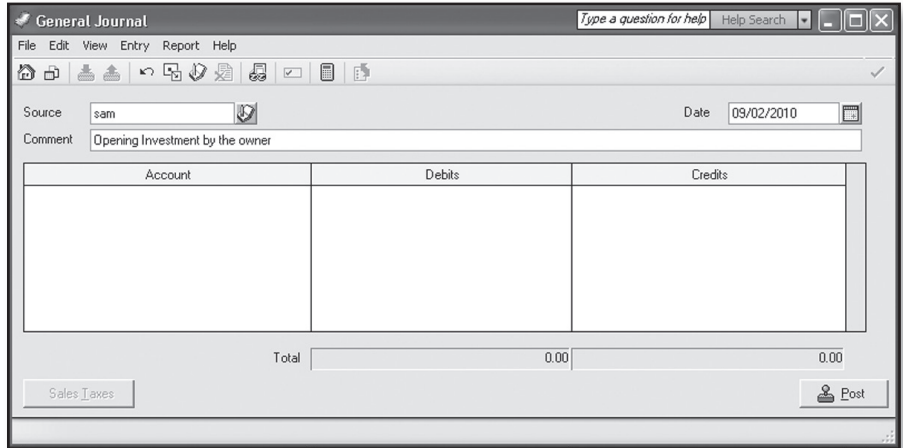 General Journal Type a question for help Help Search
File Edit View Entry Report Help
Source sam Date 09/02/2010
Comment Opening Investment by the owner
Account Debits Credits
Total 0.00 0.00
Sales Taxes Post